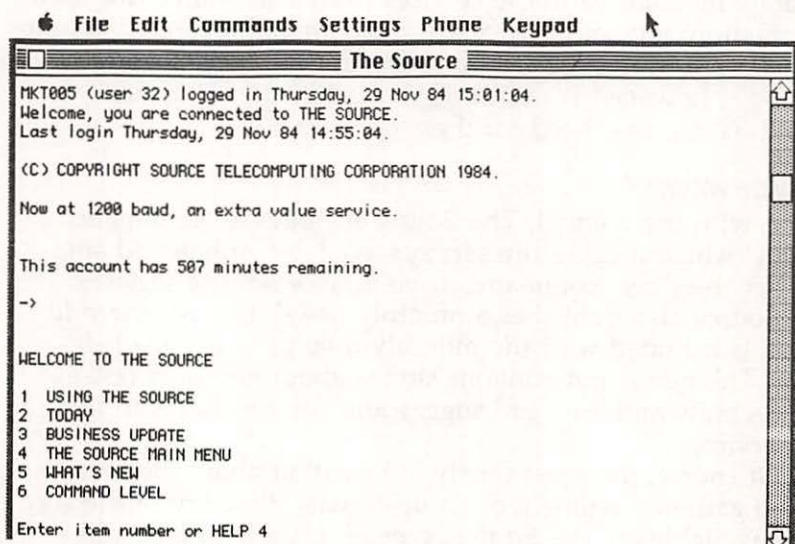 File Edit Commands Settings Phone Keypad
The Source
MKT005 (user 32) logged in Thursday, 29 Nov 84 15:01:04.
Welcome, you are connected to THE SOURCE.
Last login Thursday, 29 Nov 84 14:55:04.
(C) COPYRIGHT SOURCE TELECOMPUTING CORPORATION 1984.
Now at 1200 baud, an extra value service.
This account has 507 minutes remaining.
->
WELCOME TO THE SOURCE
1 USING THE SOURCE
2 TODAY
3 BUSINESS UPDATE
4 THE SOURCE MAIN MENU
5 WHAT'S NEW
6 COMMAND LEVEL
Enter item number or HELP 4